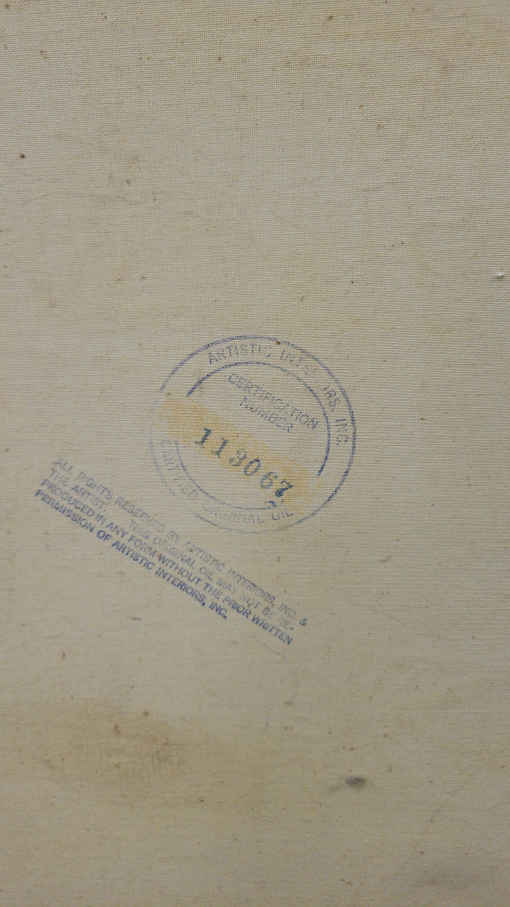 ARTISTIC INTERIORS, INC.
CERTIFICATION
NUMBER
113067
CERTIFIED ORIGINAL OIL
ALL RIGHTS RESERVED BY ARTISTIC INTERIORS, INC. &
THE ARTIST. THIS ORIGINAL OIL MAY NOT BE RE-
PRODUCED IN ANY FORM WITHOUT THE PRIOR WRITTEN
PERMISSION OF ARTISTIC INTERIORS, INC.